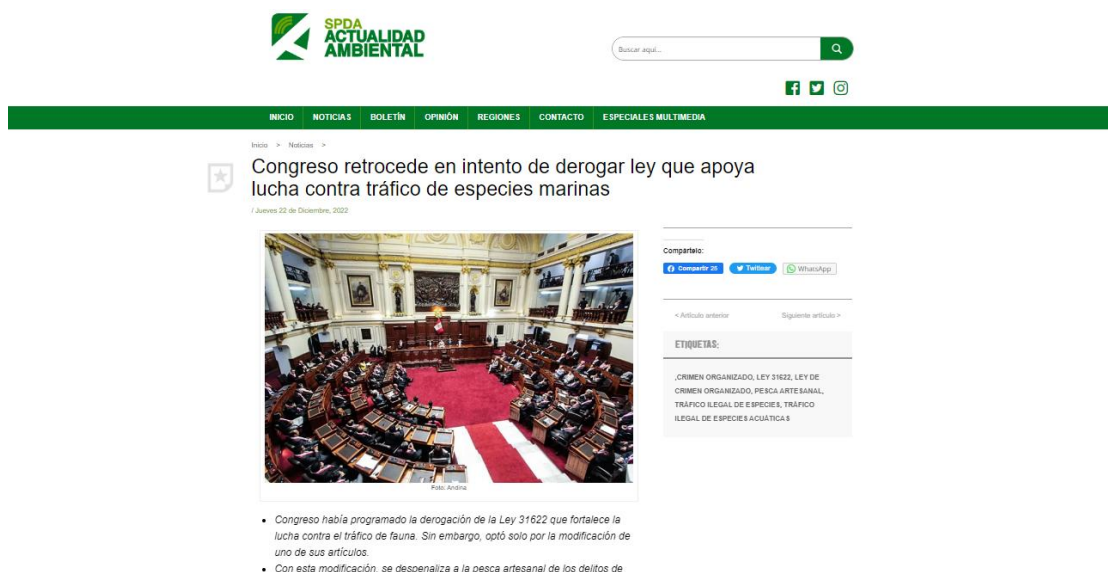 SPDA
ACTUALIDAD
AMBIENTAL
Buscar aquí...
INICIO NOTICIAS BOLETÍN OPINIÓN REGIONES CONTACTO ESPECIALES MULTIMEDIA
Inicio > Noticias >
Congreso retrocede en intento de derogar ley que apoya
lucha contra tráfico de especies marinas
/ Jueves 22 de Diciembre, 2022
Foto: Andina
Compártelo:
Compartir 25 Twittear WhatsApp
< Artículo anterior Siguiente artículo >
ETIQUETAS:
,CRIMEN ORGANIZADO, LEY 31622, LEY DE
CRIMEN ORGANIZADO, PESCA ARTESANAL,
TRÁFICO ILEGAL DE ESPECIES, TRÁFICO
ILEGAL DE ESPECIES ACUÁTICAS
• Congreso había programado la derogación de la Ley 31622 que fortalece la
lucha contra el tráfico de fauna. Sin embargo, optó solo por la modificación de
uno de sus artículos.
• Con esta modificación, se despenaliza a la pesca artesanal de los delitos de